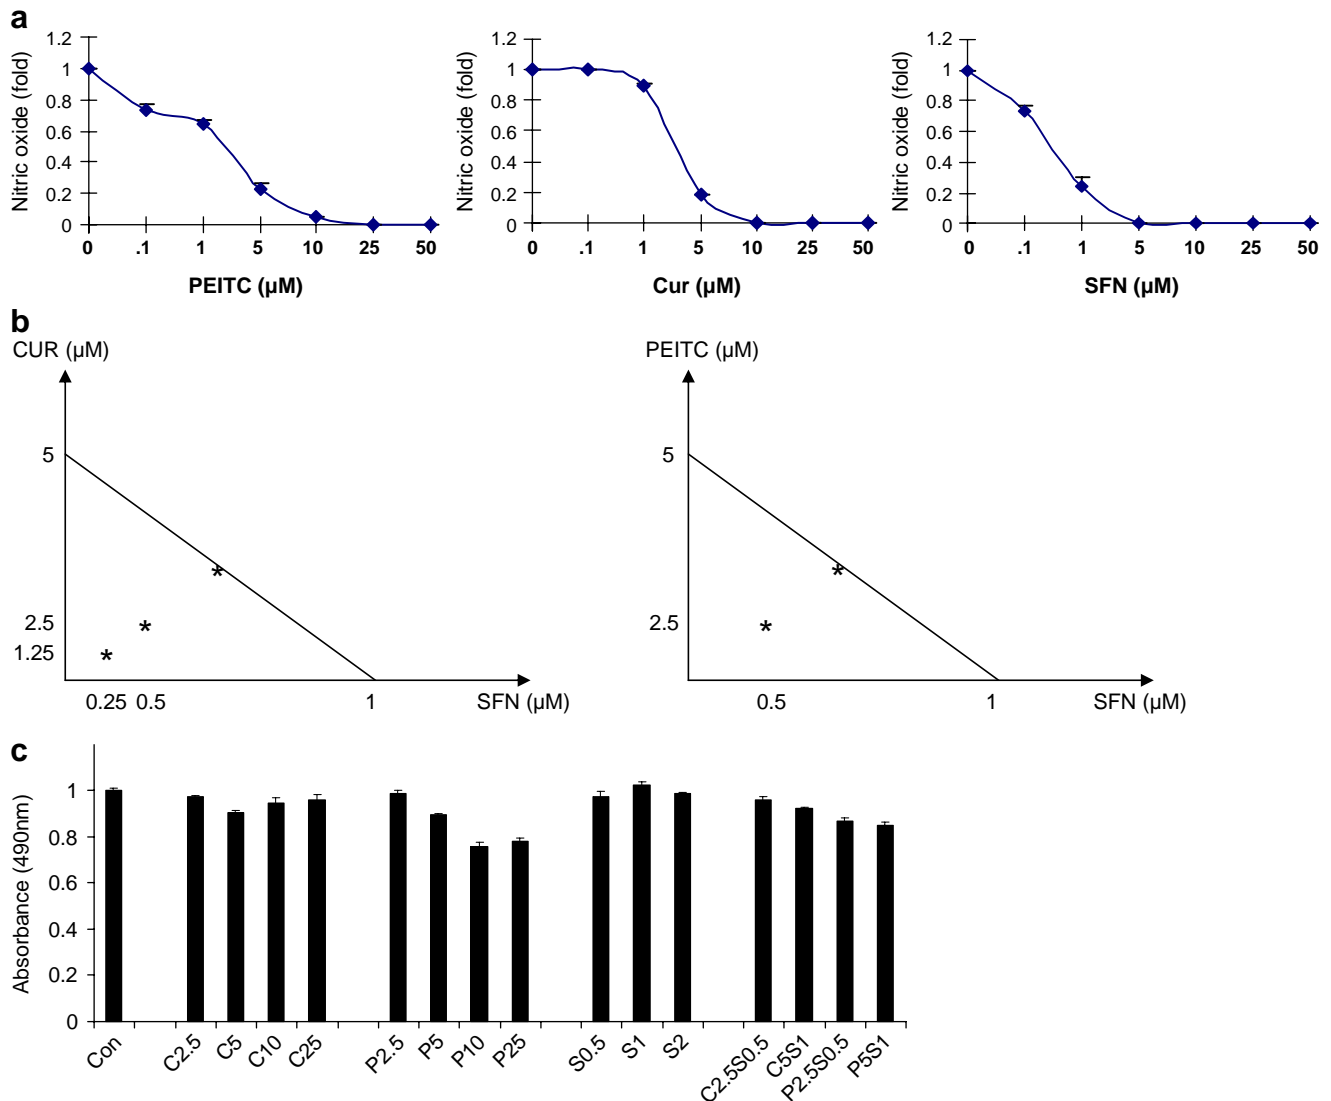 a
Nitric oxide (fold)
1.2
1
0.8
0.6
0.4
0.2
0
0 .1 1 5 10 25 50
PEITC (µM)
Nitric oxide (fold)
1.2
1
0.8
0.6
0.4
0.2
0
0 .1 1 5 10 25 50
Cur (µM)
Nitric oxide (fold)
1.2
1
0.8
0.6
0.4
0.2
0
0 .1 1 5 10 25 50
SFN (µM)
b
CUR (µM)
5
*
2.5 *
1.25 *
0.25 0.5 1 SFN (µM)
PEITC (µM)
5
*
2.5 *
0.5 1 SFN (µM)
c
Absorbance (490nm)
1
0.8
0.6
0.4
0.2
0
Con C2.5 C5 C10 C25 P2.5 P5 P10 P25 S0.5 S1 S2 C2.5S0.5 C5S1 P2.5S0.5 P5S1